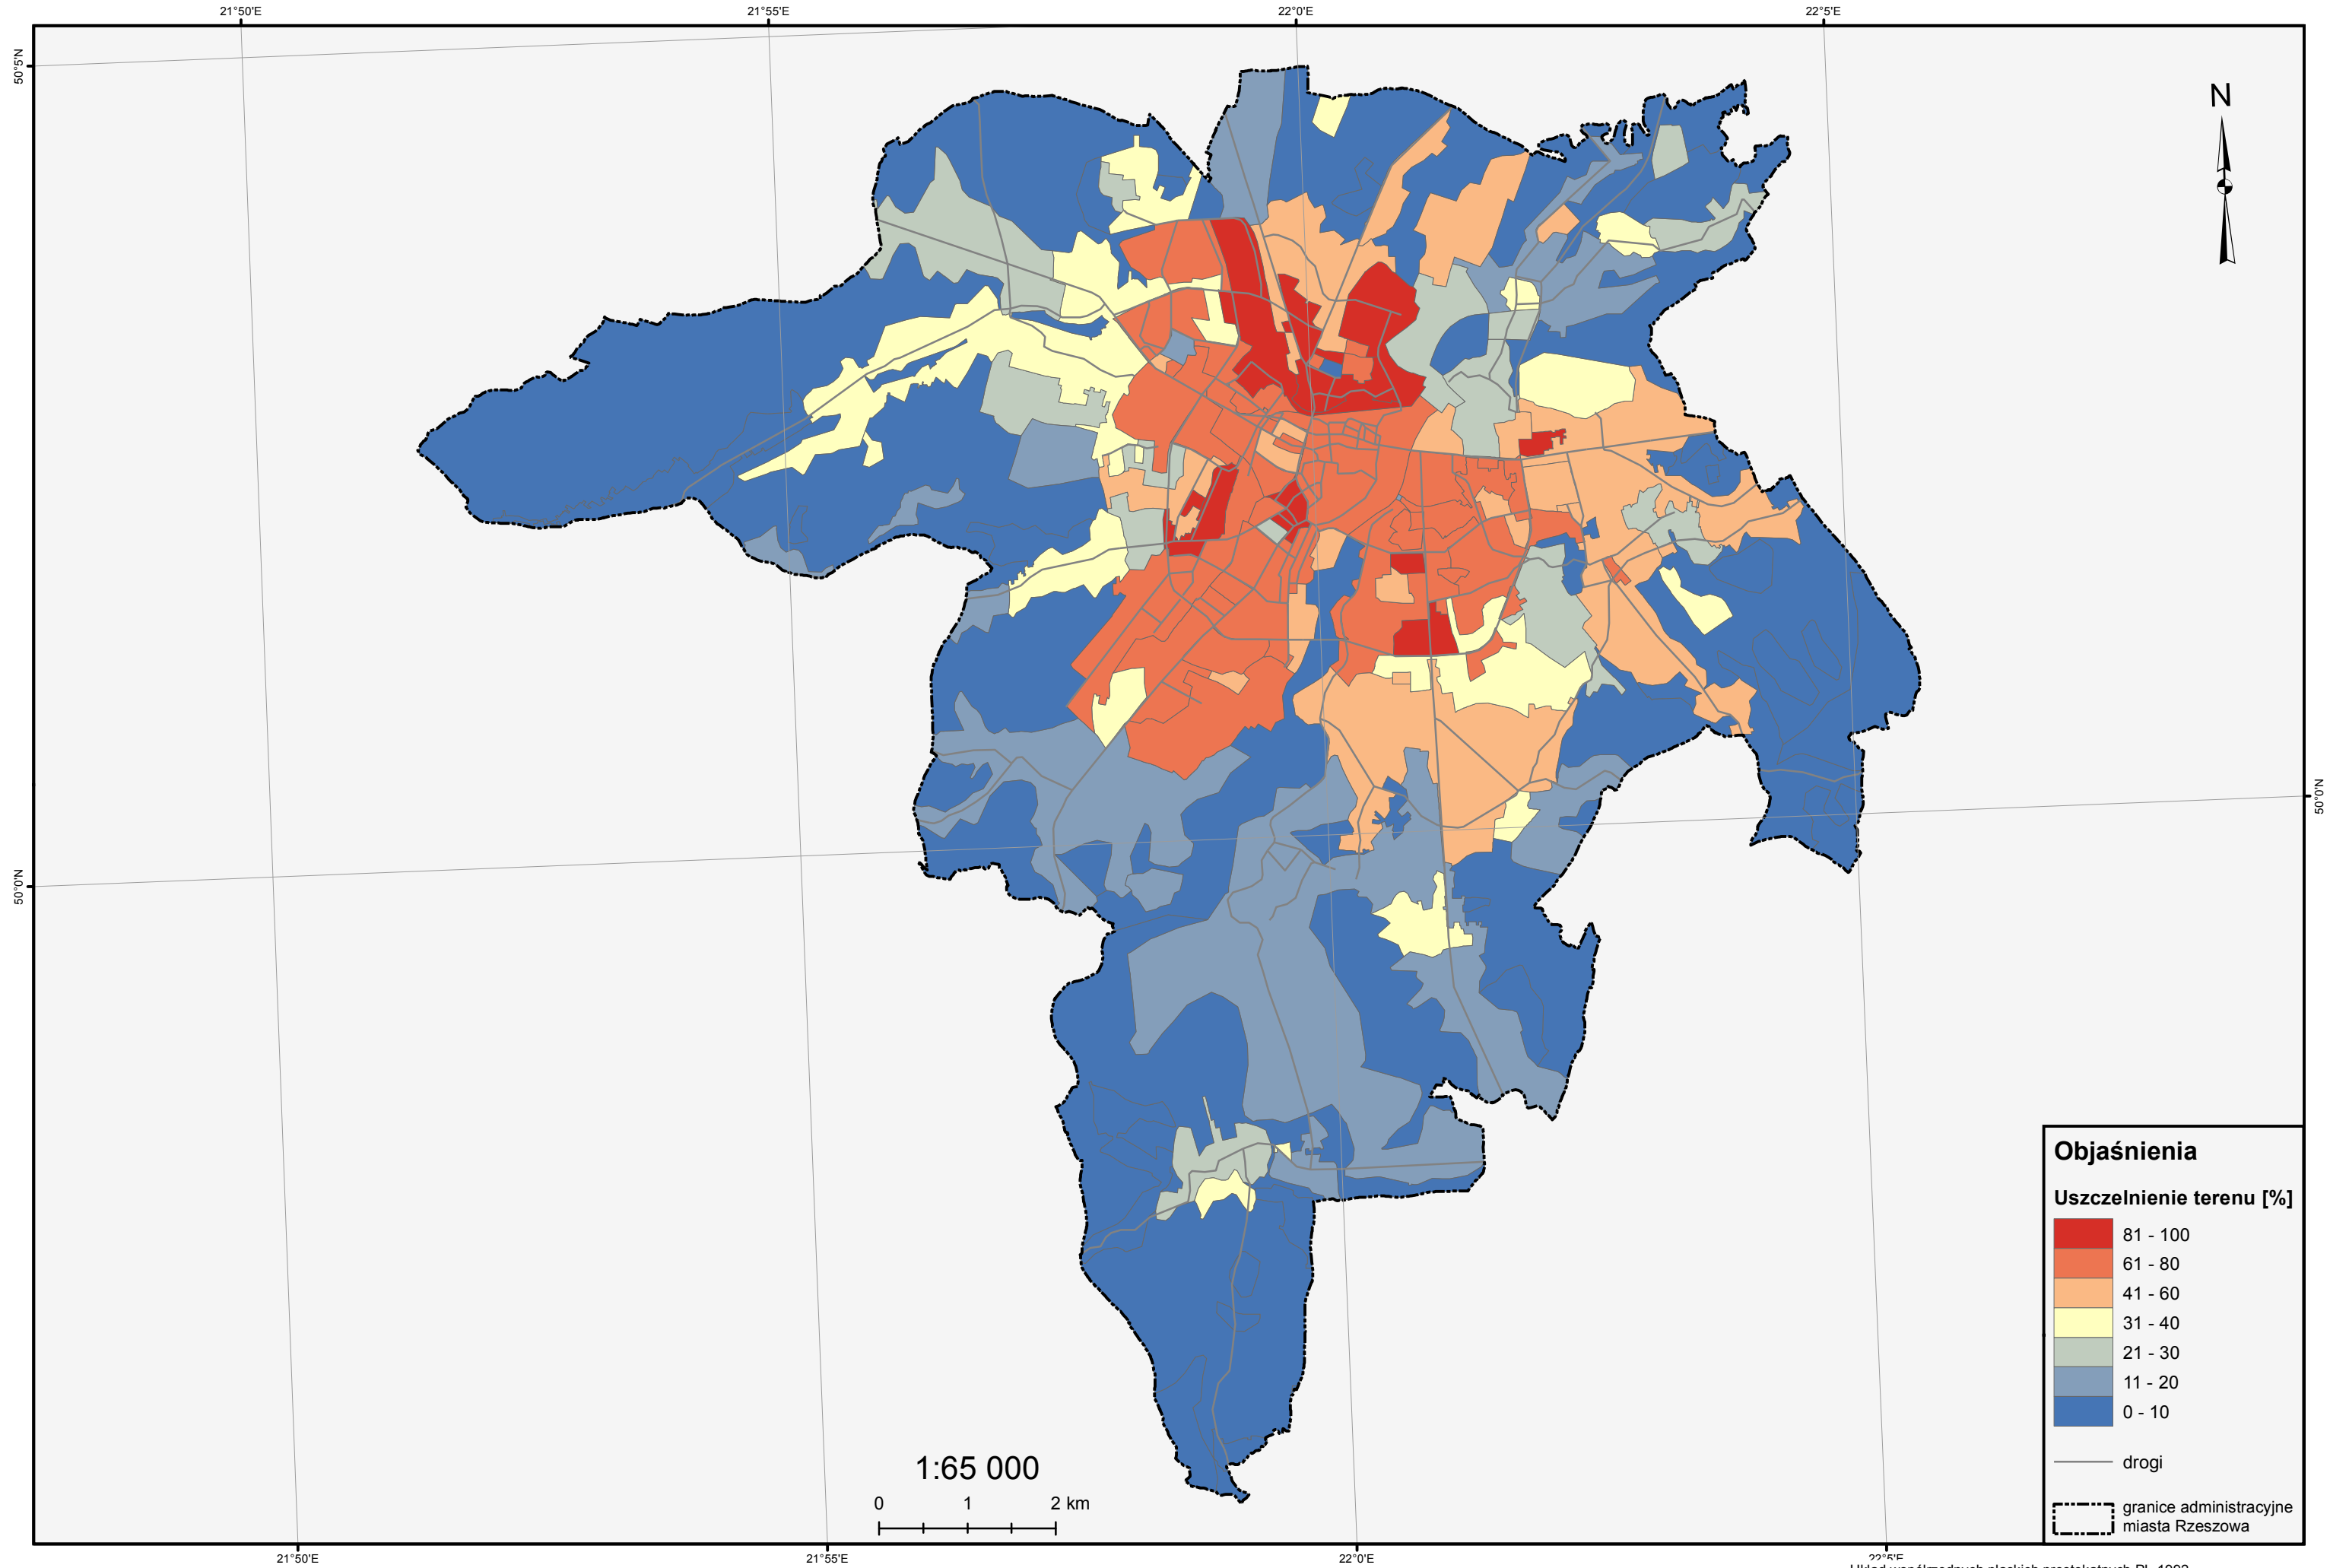 21°50'E 21°55'E 22°0'E 22°5'E
50°5'N
N
50°0'N
50°0'N
Objaśnienia
Uszczelnienie terenu [%]
81 - 100
61 - 80
41 - 60
31 - 40
21 - 30
11 - 20
0 - 10
drogi
granice administracyjne
miasta Rzeszowa
1:65 000
0 1 2 km
21°50'E 21°55'E 22°0'E 22°5'E